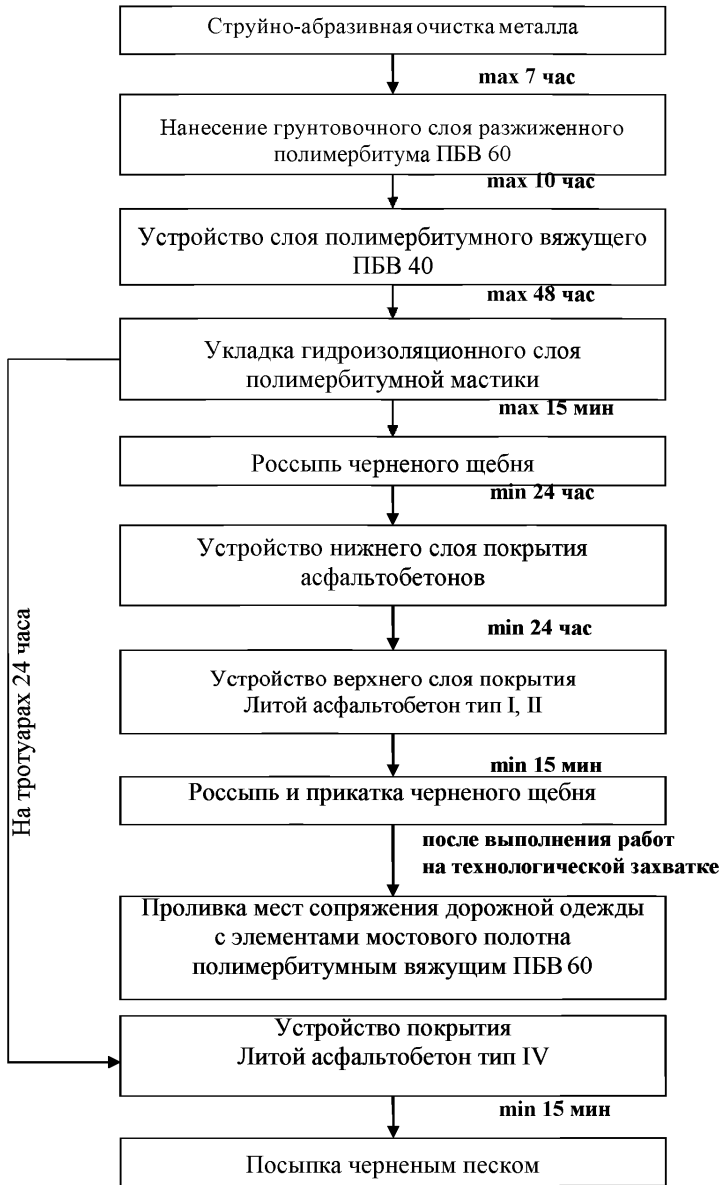 Струйно-абразивная очистка металла
max 7 час
Нанесение грунтовочного слоя разжиженного
полимербитума ПБВ 60
max 10 час
Устройство слоя полимербитумного вяжущего
ПБВ 40
max 48 час
Укладка гидроизоляционного слоя
полимербитумной мастики
max 15 мин
Россыпь черненого щебня
min 24 час
Устройство нижнего слоя покрытия
асфальтобетонов
min 24 час
Устройство верхнего слоя покрытия
Литой асфальтобетон тип I, II
min 15 мин
Россыпь и прикатка черненого щебня
после выполнения работ
на технологической захватке
Проливка мест сопряжения дорожной одежды
с элементами мостового полотна
полимербитумным вяжущим ПБВ 60
На тротуарах 24 часа
Устройство покрытия
Литой асфальтобетон тип IV
min 15 мин
Посыпка черненым песком